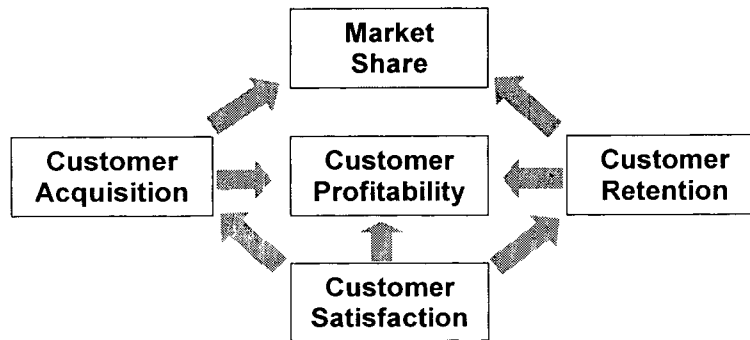 Market
Share
Customer
Acquisition
Customer
Profitability
Customer
Retention
Customer
Satisfaction